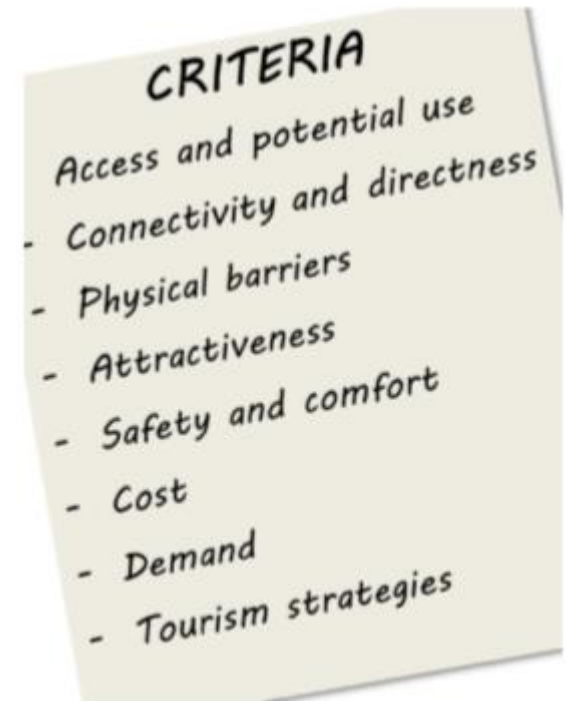 CRITERIA
Access and potential use
- Connectivity and directness
- Physical barriers
- Attractiveness
- Safety and comfort
- Cost
- Demand
- Tourism strategies